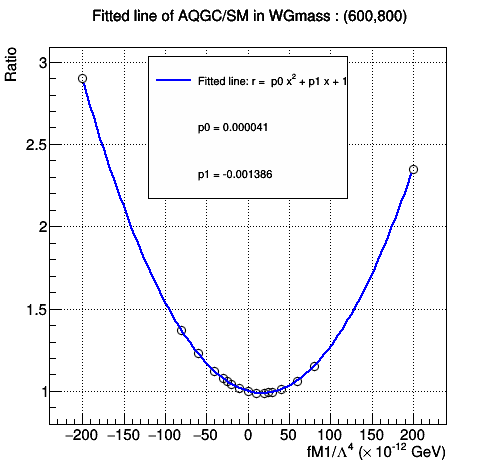 Fitted line of AQGC/SM in WGmass : (600,800)
Ratio
3
2.5
2
1.5
1
Fitted line: r = p0 x² + p1 x + 1
p0 = 0.000041
p1 = -0.001386
−200 −150 −100 −50 0 50 100 150 200
fM1/Λ⁴ (× 10⁻¹² GeV)